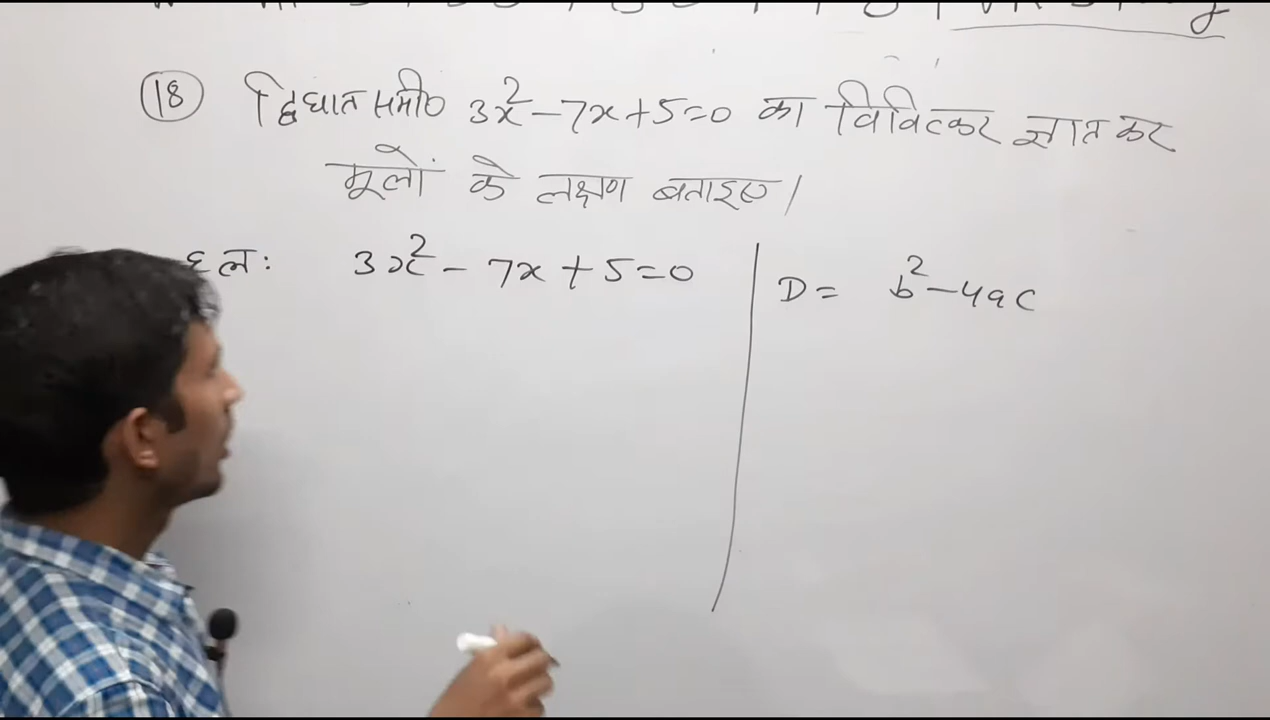 (18) द्विघात समी० 3x² - 7x + 5 = 0 का विविक्तकर ज्ञात कर
मूलों के लक्षण बताइए।
हल: 3x² - 7x + 5 = 0
D = b² - 4ac